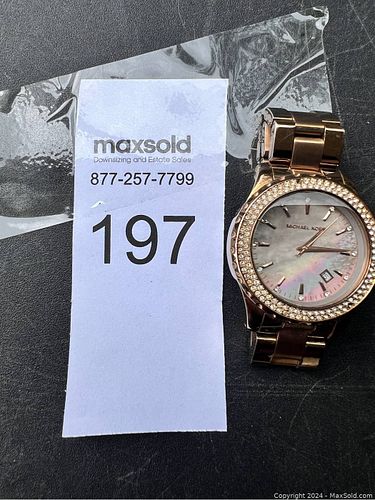 maxsold
Downsizing and Estate Sales
877-257-7799
197
MICHAEL KORS
Copyright 2024 - MaxSold.com